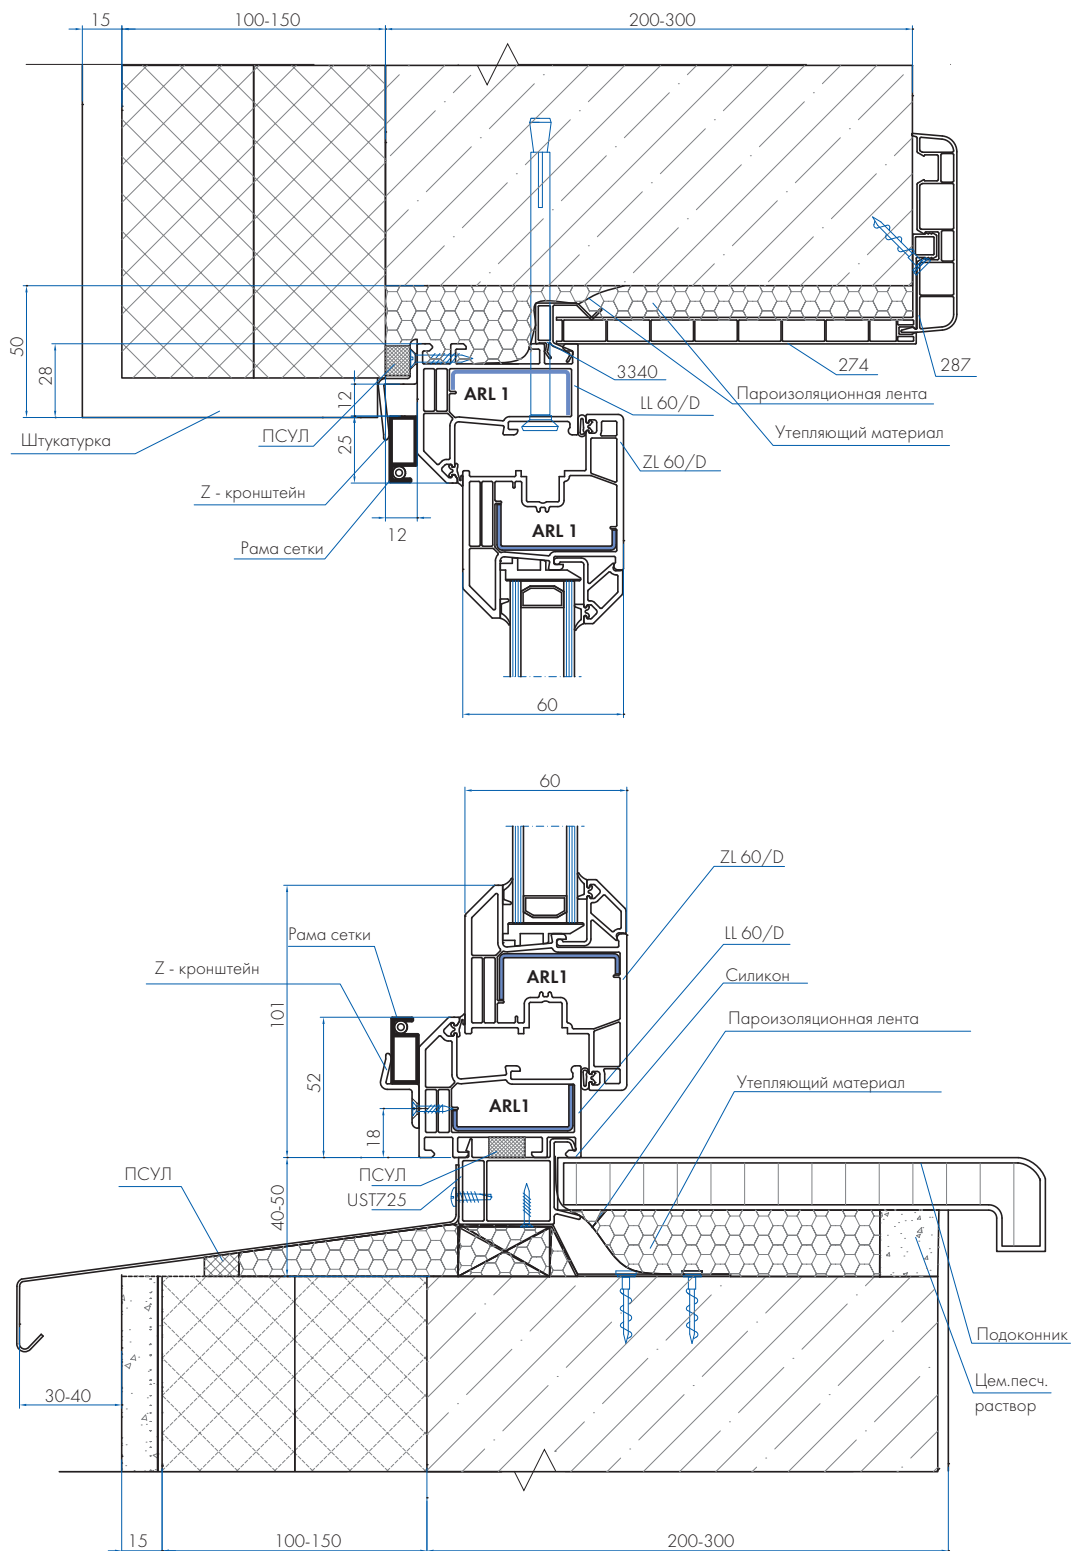 15
100-150
200-300
50
28
12
25
12
ARL 1
ARL 1
3340
274
287
LL 60/D
Пароизоляционная лента
Утепляющий материал
ZL 60/D
Штукатурка
ПСУЛ
Z - кронштейн
Рама сетки
60
60
ZL 60/D
LL 60/D
Силикон
Пароизоляционная лента
Утепляющий материал
Рама сетки
Z - кронштейн
101
52
18
40-50
ARL1
ARL1
ПСУЛ
ПСУЛ
UST725
Подоконник
Цем.песч.
раствор
30-40
15
100-150
200-300